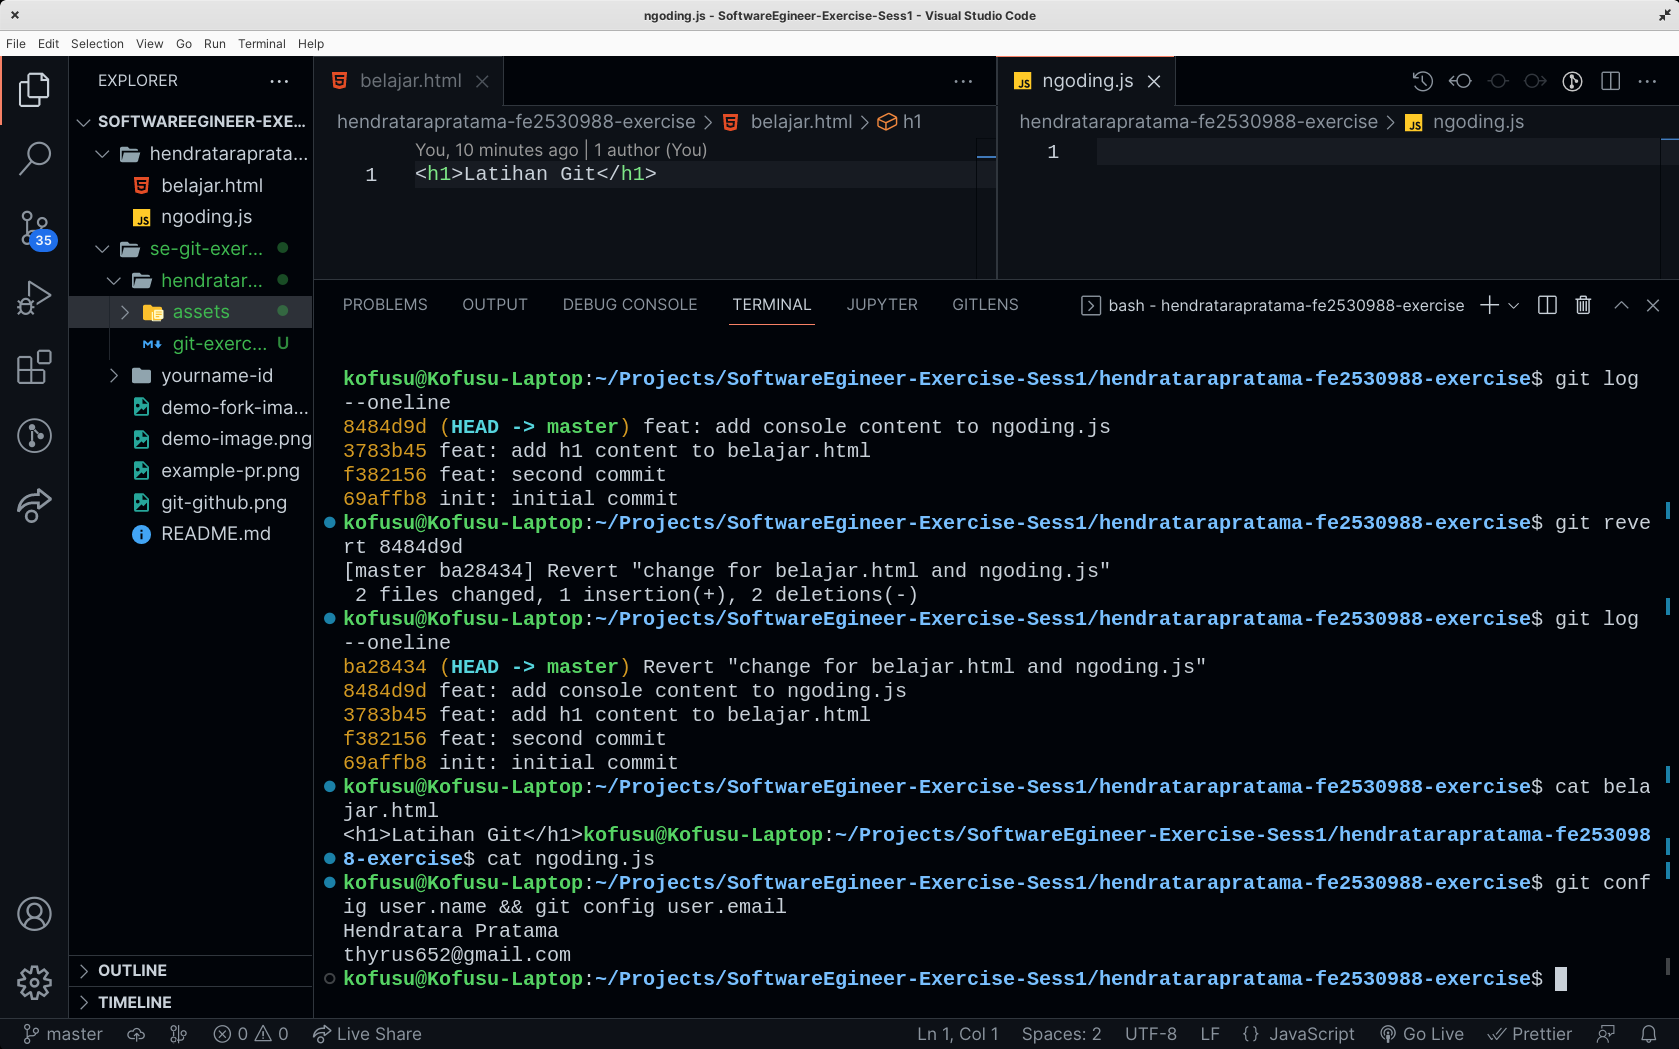 ngoding.js - SoftwareEgineer-Exercise-Sess1 - Visual Studio Code
File Edit Selection View Go Run Terminal Help
EXPLORER
SOFTWAREEGINEER-EXE...
hendrataraprata...
belajar.html
ngoding.js
se-git-exer...
hendratar...
assets
git-exerc... U
yourname-id
demo-fork-ima...
demo-image.png
example-pr.png
git-github.png
README.md
OUTLINE
TIMELINE
35
belajar.html
hendratarapratama-fe2530988-exercise > belajar.html > h1
You, 10 minutes ago | 1 author (You)
1 <h1>Latihan Git</h1>
JS ngoding.js
hendratarapratama-fe2530988-exercise > JS ngoding.js
1
PROBLEMS OUTPUT DEBUG CONSOLE TERMINAL JUPYTER GITLENS bash - hendratarapratama-fe2530988-exercise
kofusu@Kofusu-Laptop:~/Projects/SoftwareEgineer-Exercise-Sess1/hendratarapratama-fe2530988-exercise$ git log
--oneline
8484d9d (HEAD -> master) feat: add console content to ngoding.js
3783b45 feat: add h1 content to belajar.html
f382156 feat: second commit
69affb8 init: initial commit
kofusu@Kofusu-Laptop:~/Projects/SoftwareEgineer-Exercise-Sess1/hendratarapratama-fe2530988-exercise$ git reve
rt 8484d9d
[master ba28434] Revert "change for belajar.html and ngoding.js"
2 files changed, 1 insertion(+), 2 deletions(-)
kofusu@Kofusu-Laptop:~/Projects/SoftwareEgineer-Exercise-Sess1/hendratarapratama-fe2530988-exercise$ git log
--oneline
ba28434 (HEAD -> master) Revert "change for belajar.html and ngoding.js"
8484d9d feat: add console content to ngoding.js
3783b45 feat: add h1 content to belajar.html
f382156 feat: second commit
69affb8 init: initial commit
kofusu@Kofusu-Laptop:~/Projects/SoftwareEgineer-Exercise-Sess1/hendratarapratama-fe2530988-exercise$ cat bela
jar.html
<h1>Latihan Git</h1>kofusu@Kofusu-Laptop:~/Projects/SoftwareEgineer-Exercise-Sess1/hendratarapratama-fe253098
8-exercise$ cat ngoding.js
kofusu@Kofusu-Laptop:~/Projects/SoftwareEgineer-Exercise-Sess1/hendratarapratama-fe2530988-exercise$ git conf
ig user.name && git config user.email
Hendratara Pratama
thyrus652@gmail.com
kofusu@Kofusu-Laptop:~/Projects/SoftwareEgineer-Exercise-Sess1/hendratarapratama-fe2530988-exercise$
master 0 0 Live Share Ln 1, Col 1 Spaces: 2 UTF-8 LF {} JavaScript Go Live Prettier